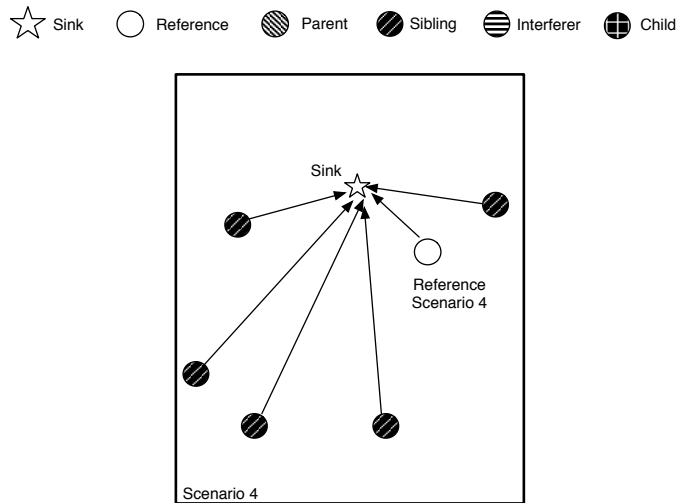 Sink Reference Parent Sibling Interferer Child
Sink
Reference
Scenario 4
Scenario 4